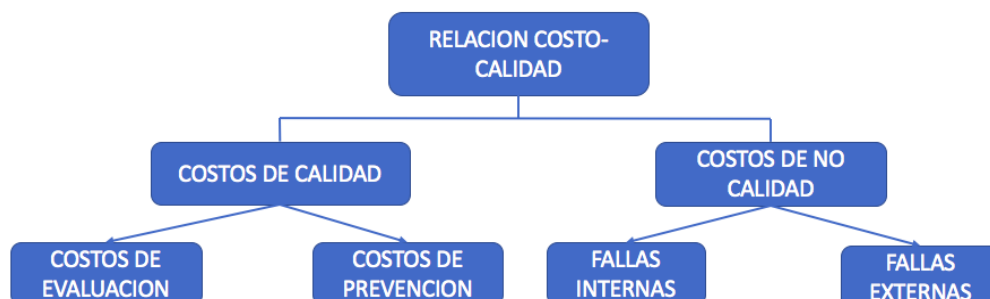 RELACION COSTO-
CALIDAD
COSTOS DE CALIDAD
COSTOS DE NO
CALIDAD
COSTOS DE
EVALUACION
COSTOS DE
PREVENCION
FALLAS
INTERNAS
FALLAS
EXTERNAS